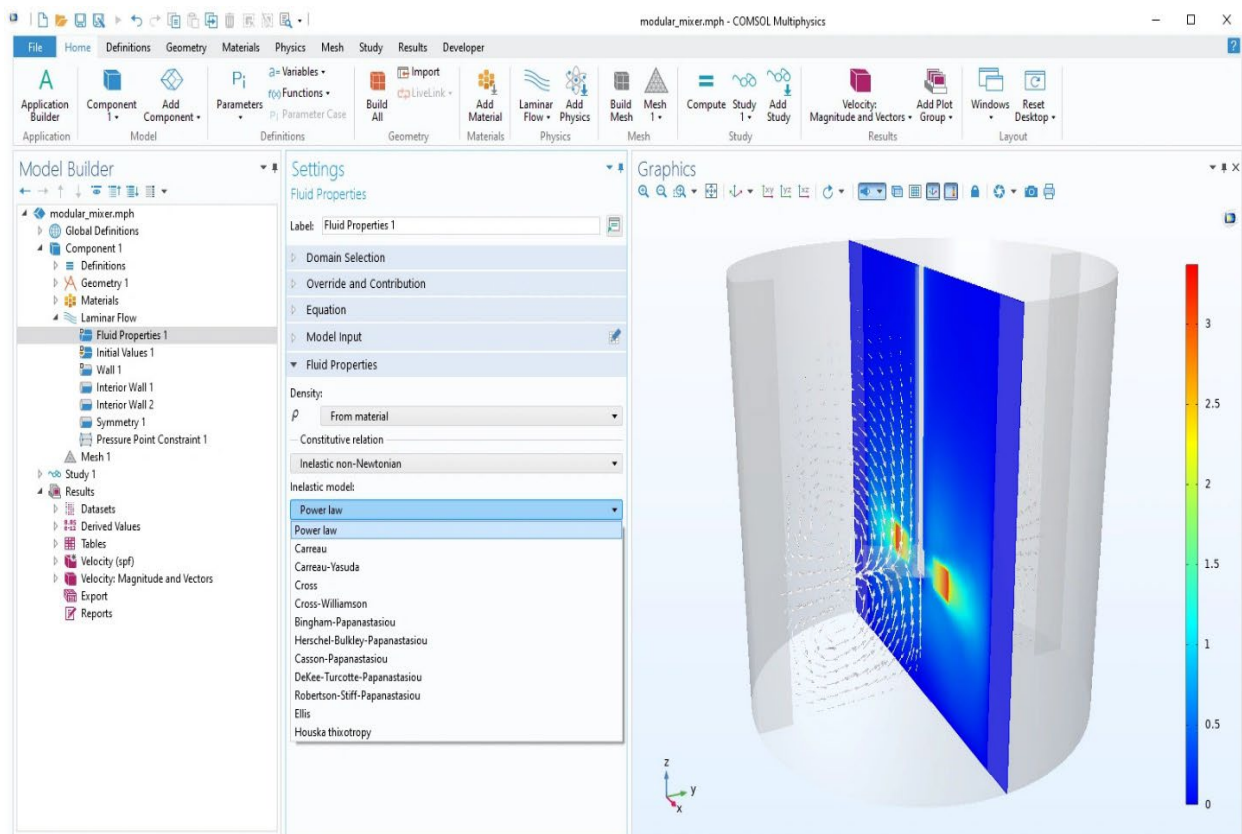 modular_mixer.mph - COMSOL Multiphysics
File Home Definitions Geometry Materials Physics Mesh Study Results Developer
Application Builder
Component 1
Add Component
Pi Parameters
a= Variables
f(x) Functions
Pi Parameter Case
Build All
Import
LiveLink
Add Material
Laminar Flow
Add Physics
Build Mesh
Mesh 1
Compute
Study 1
Add Study
Velocity: Magnitude and Vectors
Add Plot Group
Windows
Reset Desktop
Application Model Definitions Geometry Materials Physics Mesh Study Results Layout
Model Builder
modular_mixer.mph
Global Definitions
Component 1
Definitions
Geometry 1
Materials
Laminar Flow
Fluid Properties 1
Initial Values 1
Wall 1
Interior Wall 1
Interior Wall 2
Symmetry 1
Pressure Point Constraint 1
Mesh 1
Study 1
Results
Datasets
Derived Values
Tables
Velocity (spf)
Velocity: Magnitude and Vectors
Export
Reports
Settings
Fluid Properties
Label: Fluid Properties 1
Domain Selection
Override and Contribution
Equation
Model Input
Fluid Properties
Density:
ρ From material
Constitutive relation
Inelastic non-Newtonian
Inelastic model:
Power law
Power law
Carreau
Carreau-Yasuda
Cross
Cross-Williamson
Bingham-Papanastasiou
Herschel-Bulkley-Papanastasiou
Casson-Papanastasiou
DeKee-Turcotte-Papanastasiou
Robertson-Stiff-Papanastasiou
Ellis
Houska thixotropy
Graphics
xy yz xz
3
2.5
2
1.5
1
0.5
0
z
y
x